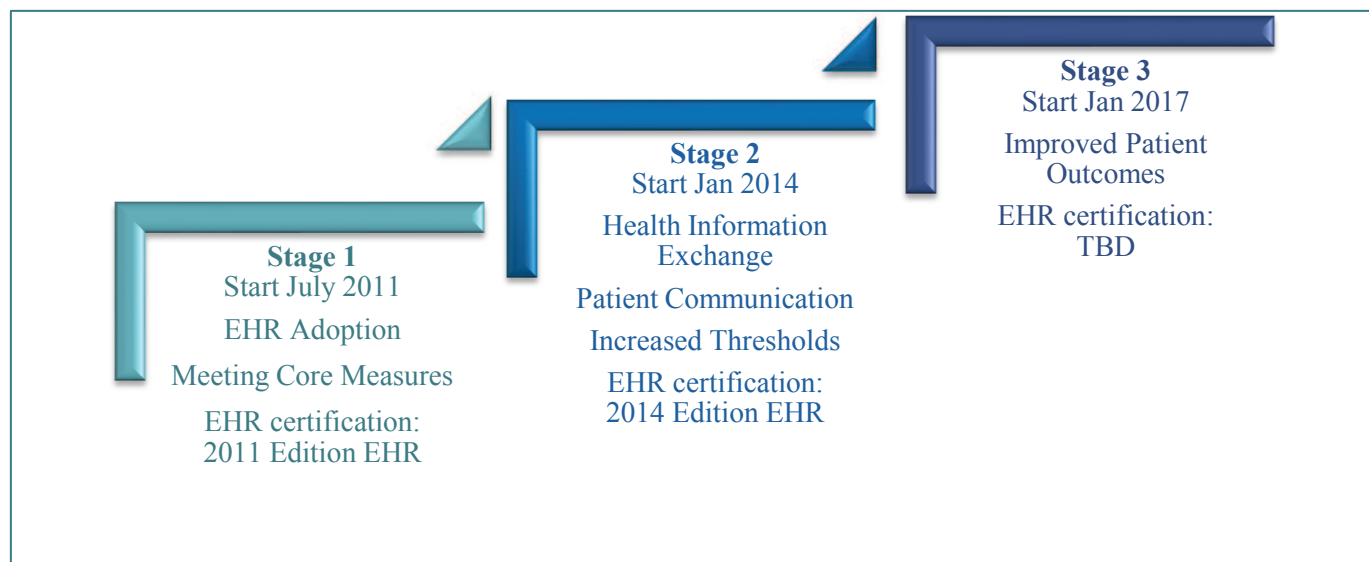 Stage 1
Start July 2011
EHR Adoption
Meeting Core Measures
EHR certification:
2011 Edition EHR
Stage 2
Start Jan 2014
Health Information
Exchange
Patient Communication
Increased Thresholds
EHR certification:
2014 Edition EHR
Stage 3
Start Jan 2017
Improved Patient
Outcomes
EHR certification:
TBD